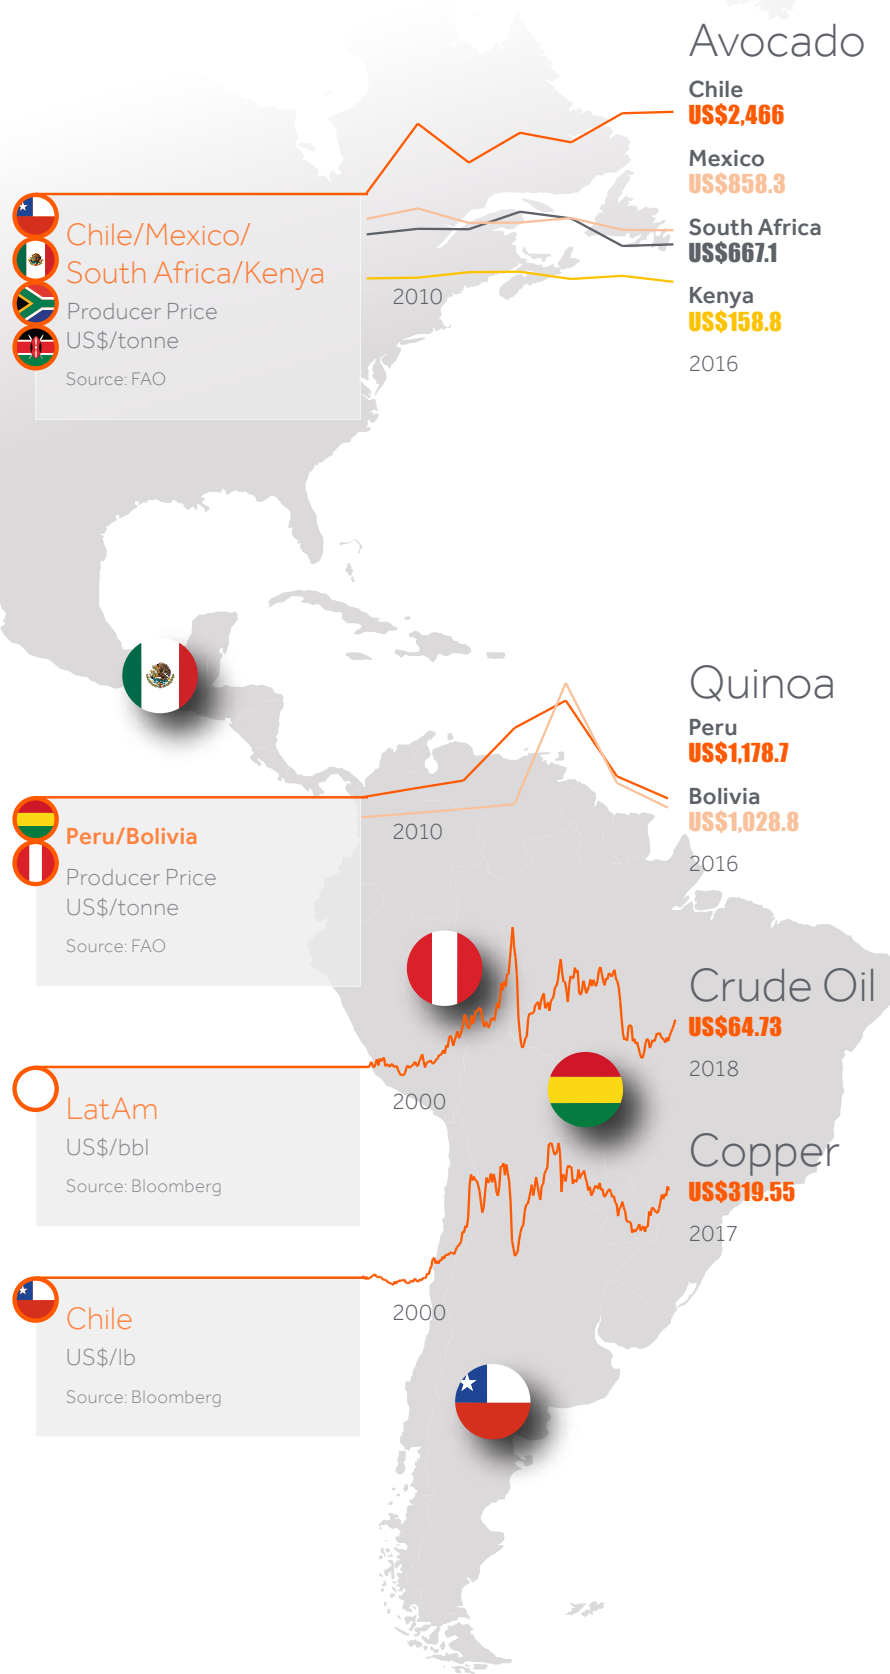 Avocado
Chile
US$2,466
Mexico
US$858.3
South Africa
US$667.1
Kenya
US$158.8
2016
Chile/Mexico/
South Africa/Kenya
Producer Price
US$/tonne
Source: FAO
2010
Quinoa
Peru
US$1,178.7
Bolivia
US$1,028.8
2016
Peru/Bolivia
Producer Price
US$/tonne
Source: FAO
2010
Crude Oil
US$64.73
2018
LatAm
US$/bbl
Source: Bloomberg
2000
Copper
US$319.55
2017
Chile
US$/lb
Source: Bloomberg
2000